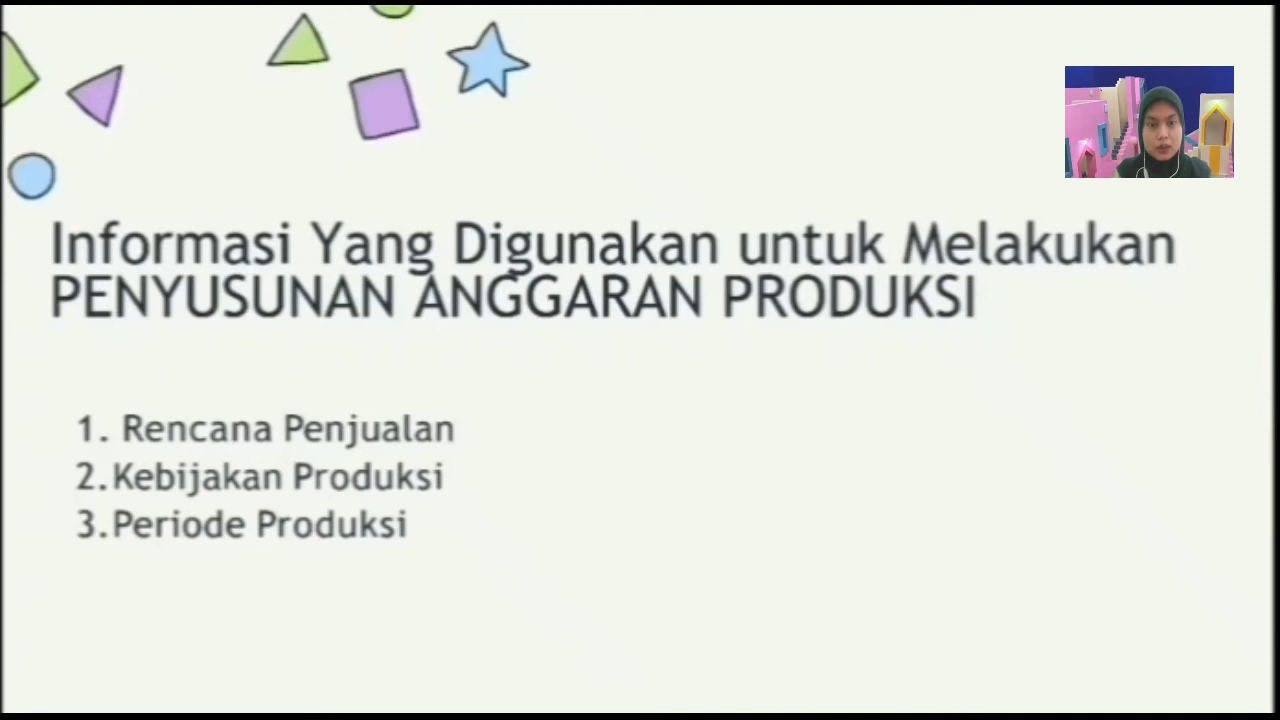 Informasi Yang Digunakan untuk Melakukan
PENYUSUNAN ANGGARAN PRODUKSI
1. Rencana Penjualan
2. Kebijakan Produksi
3. Periode Produksi